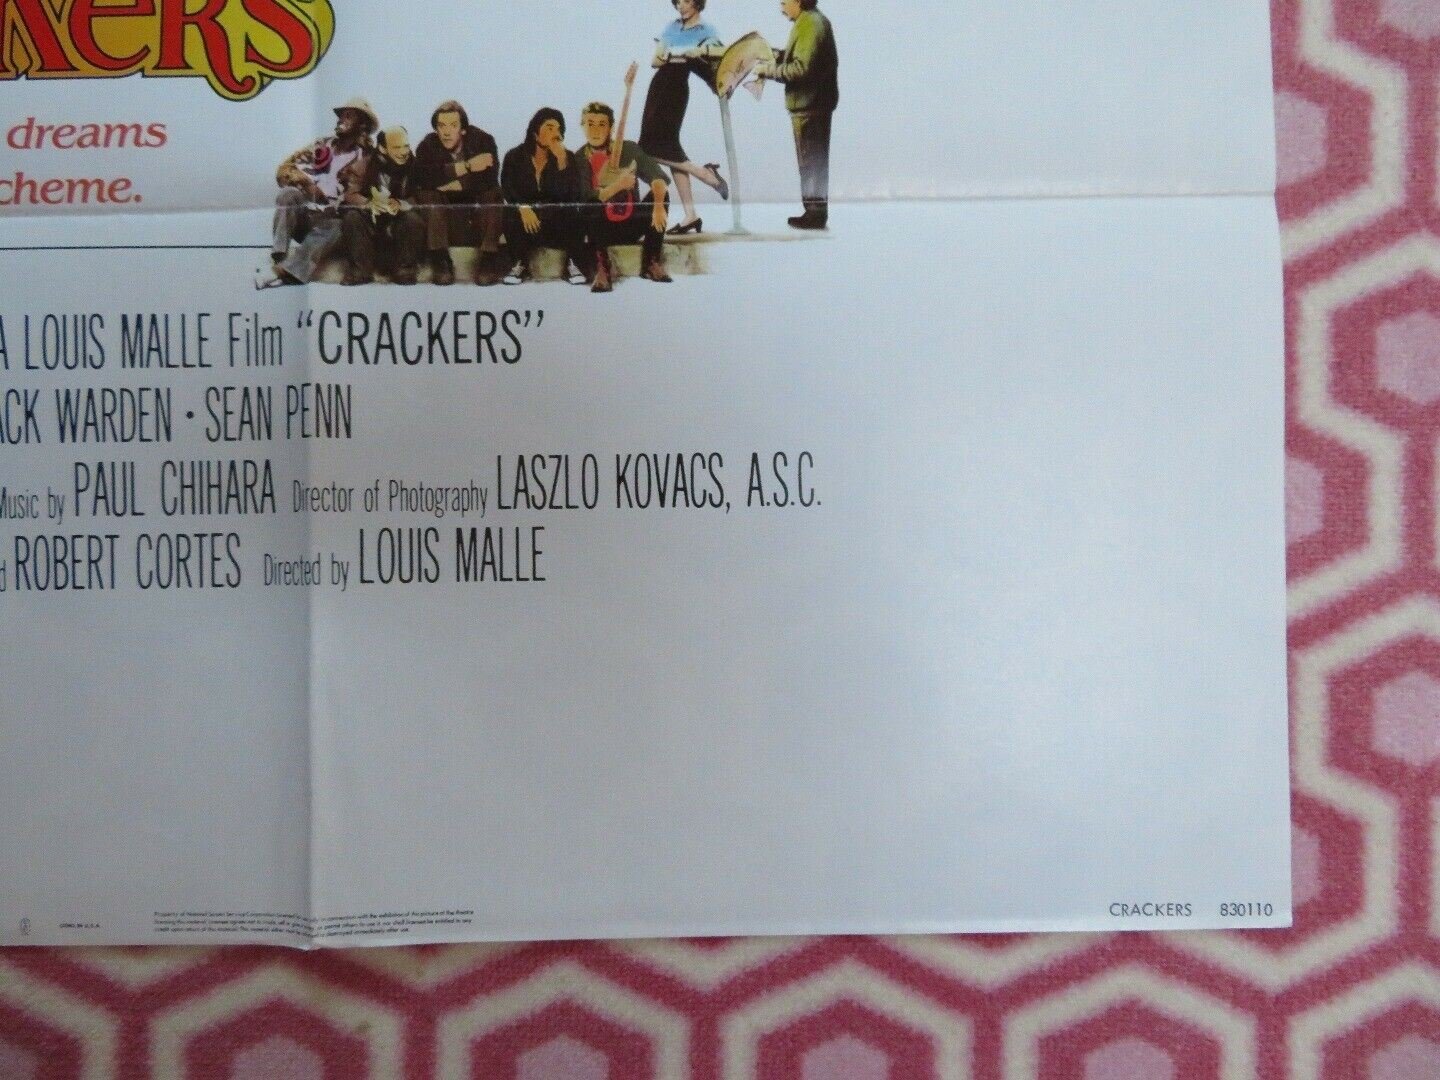 kers
dreams
cheme.
A LOUIS MALLE Film "CRACKERS"
ACK WARDEN · SEAN PENN
Music by PAUL CHIHARA Director of Photography LASZLO KOVACS, A.S.C.
d ROBERT CORTES Directed by LOUIS MALLE
CRACKERS 830110